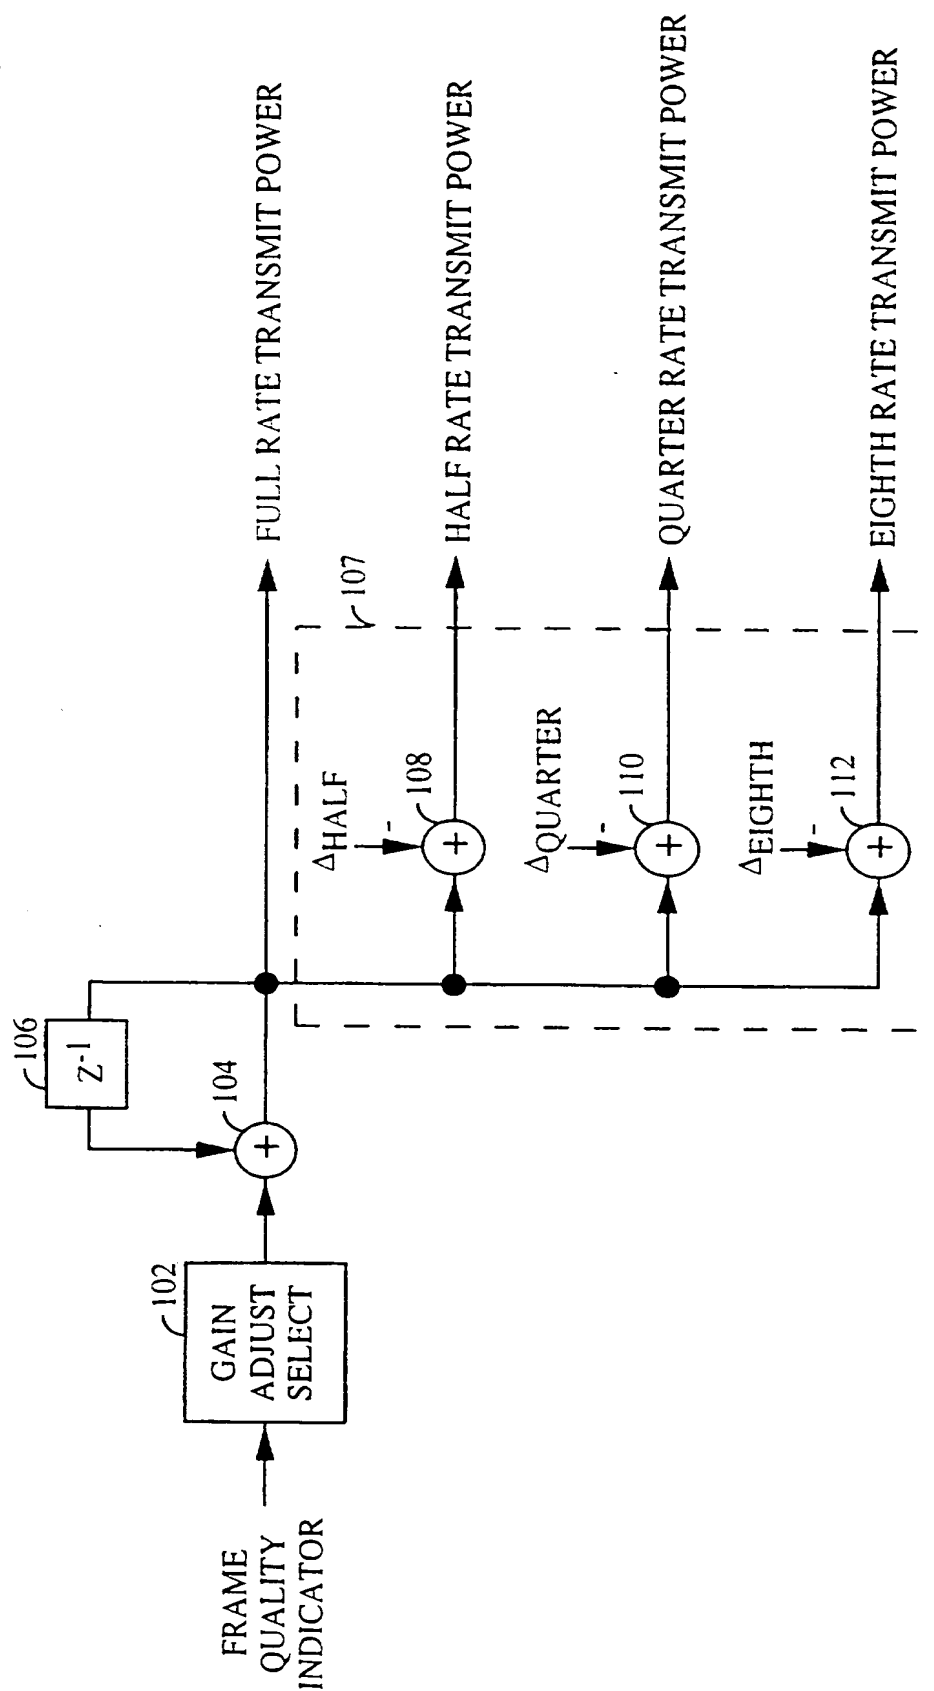 FRAME
QUALITY
INDICATOR
102
GAIN
ADJUST
SELECT
104
+
106
Z-1
FULL RATE TRANSMIT POWER
107
ΔHALF
-
108
+
HALF RATE TRANSMIT POWER
ΔQUARTER
-
110
+
QUARTER RATE TRANSMIT POWER
ΔEIGHTH
-
112
+
EIGHTH RATE TRANSMIT POWER